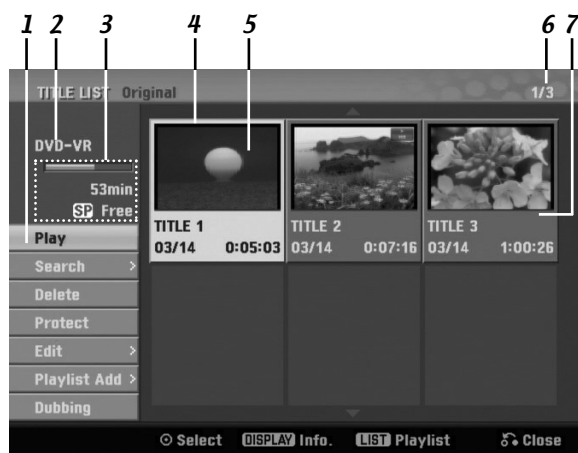 1 2 3 4 5 6 7
TITLE LIST Original 1/3
DVD-VR
53min
SP Free
Play
Search >
Delete
Protect
Edit >
Playlist Add >
Dubbing
TITLE 1
03/14 0:05:03
TITLE 2
03/14 0:07:16
TITLE 3
03/14 1:00:26
Select DISPLAY Info. LIST Playlist Close